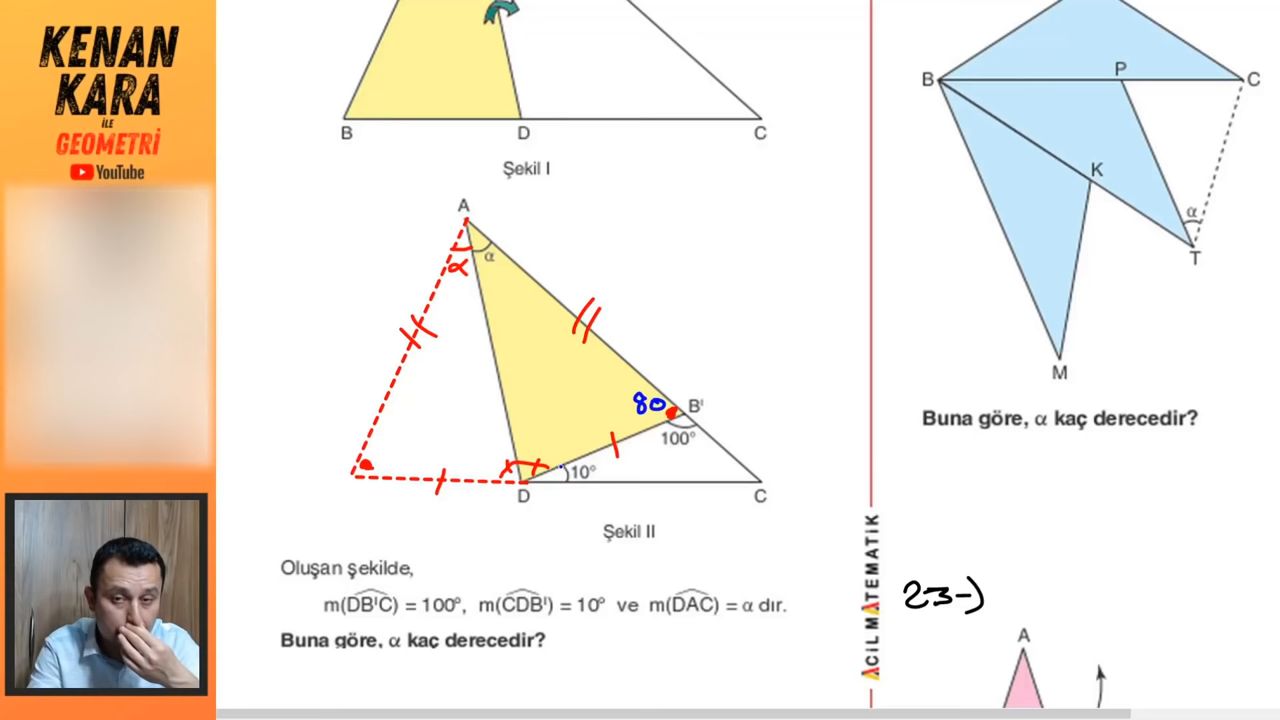 KENAN
KARA
İLE
GEOMETRİ
YouTube
B
D
C
Şekil I
A
α
α
80
B'
100°
10°
D
C
Şekil II
Oluşan şekilde,
m(DB'C) = 100°, m(CDB') = 10° ve m(DAC) = α dır.
Buna göre, α kaç derecedir?
ACİLMATEMATİK
B
P
C
K
α
T
M
Buna göre, α kaç derecedir?
23-)
A